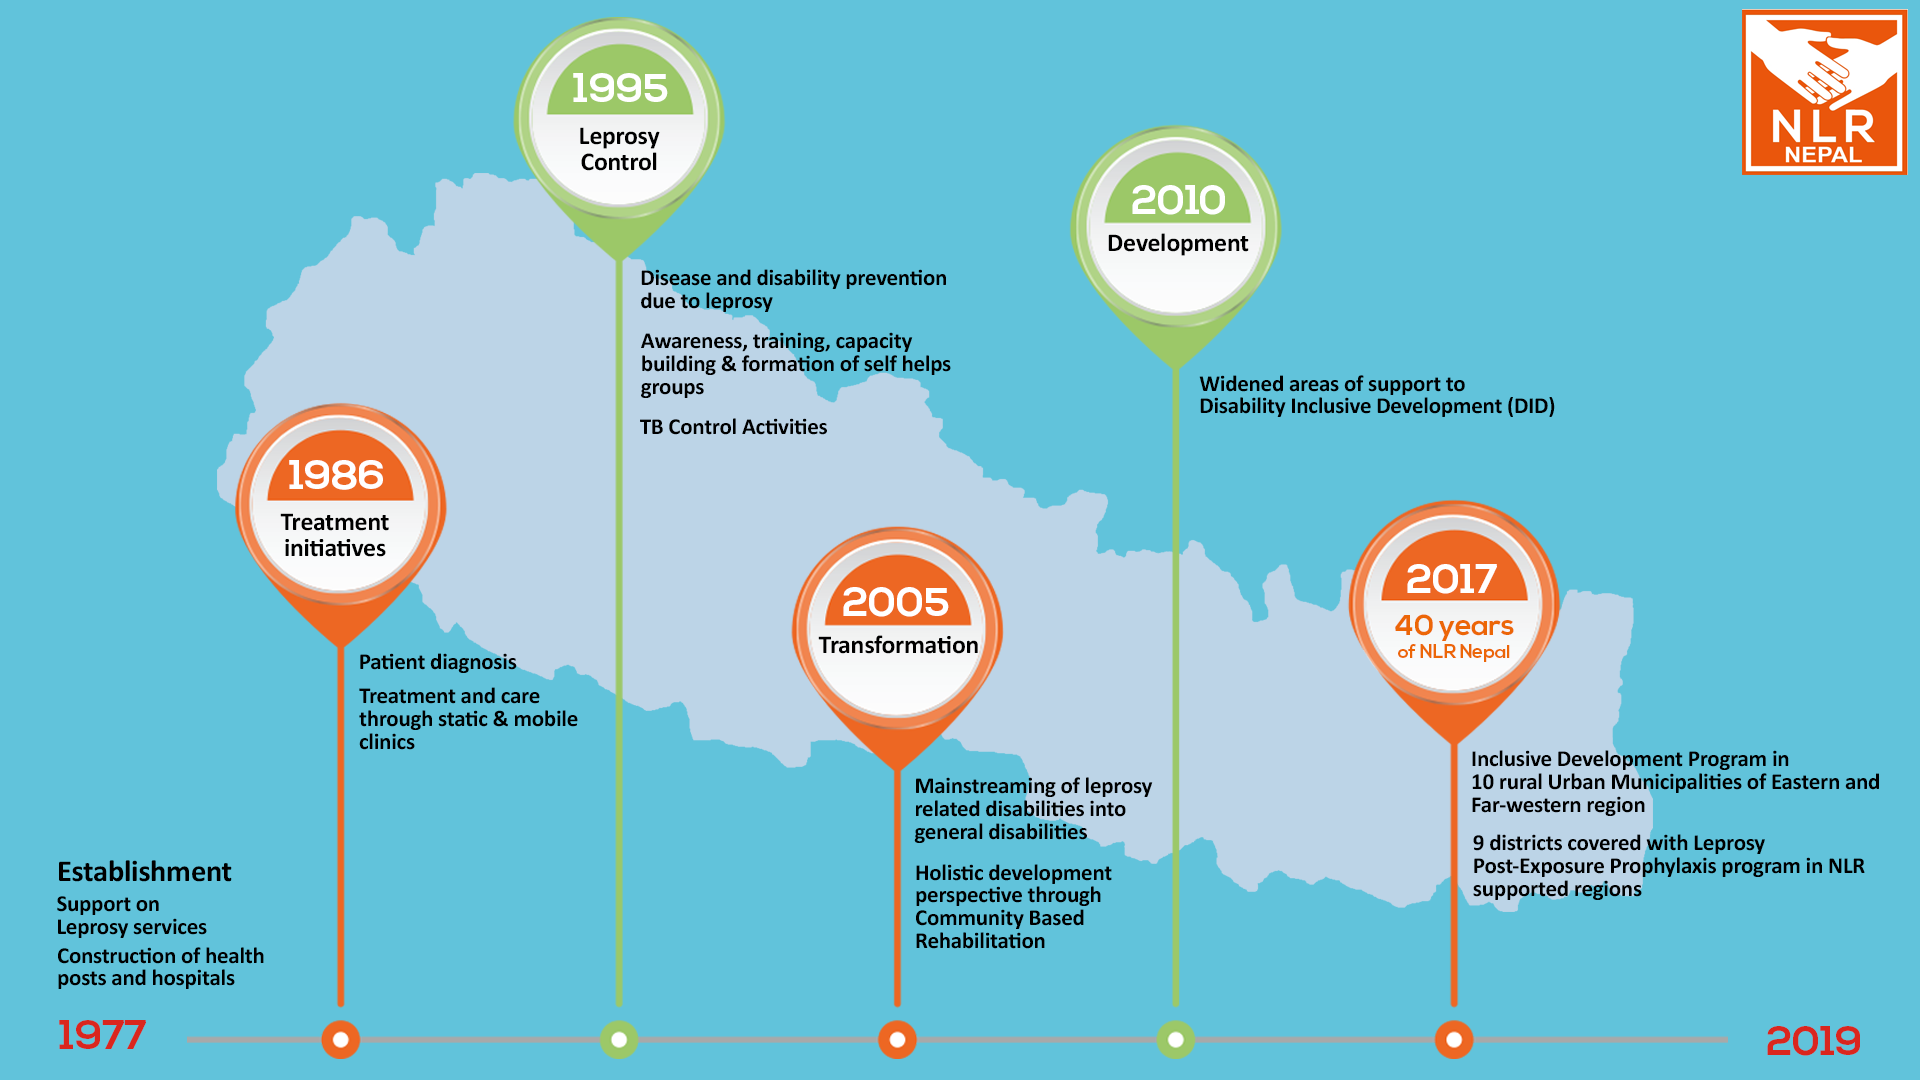 NLR
NEPAL
1995
Leprosy
Control
Disease and disability prevention
due to leprosy
Awareness, training, capacity
building & formation of self helps
groups
TB Control Activities
2010
Development
Widened areas of support to
Disability Inclusive Development (DID)
1986
Treatment
initiatives
Patient diagnosis
Treatment and care
through static & mobile
clinics
2005
Transformation
Mainstreaming of leprosy
related disabilities into
general disabilities
Holistic development
perspective through
Community Based
Rehabilitation
2017
40 years
of NLR Nepal
Inclusive Development Program in
10 rural Urban Municipalities of Eastern and
Far-western region
9 districts covered with Leprosy
Post-Exposure Prophylaxis program in NLR
supported regions
Establishment
Support on
Leprosy services
Construction of health
posts and hospitals
1977
2019